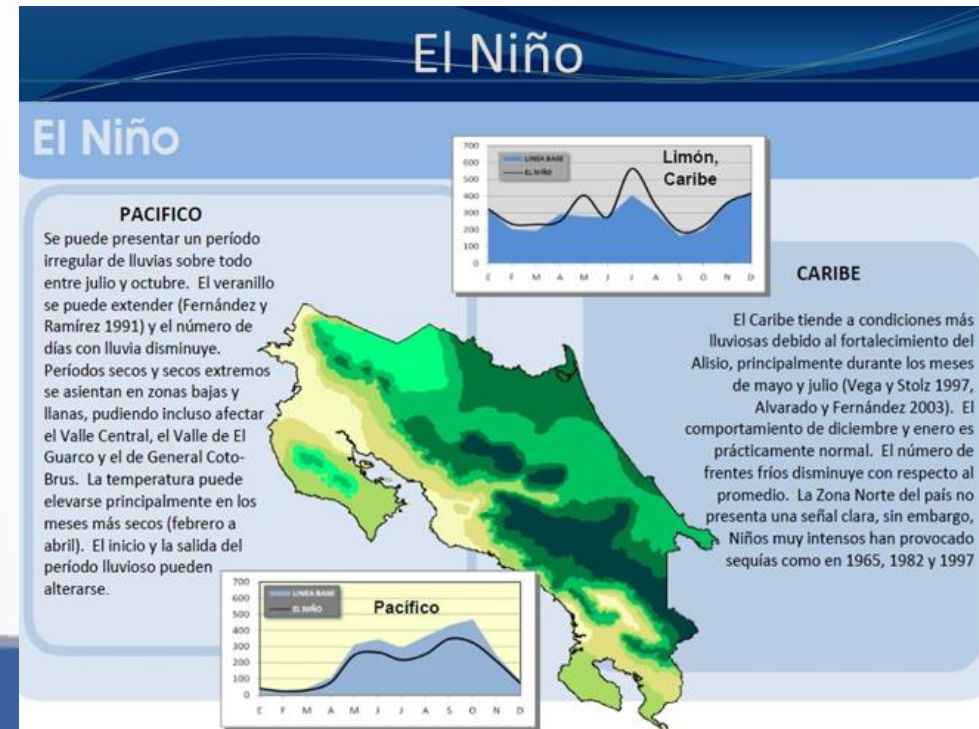 El Niño
El Niño
PACIFICO
Se puede presentar un período
irregular de lluvias sobre todo
entre julio y octubre. El veranillo
se puede extender (Fernández y
Ramírez 1991) y el número de
días con lluvia disminuye.
Períodos secos y secos extremos
se asientan en zonas bajas y
llanas, pudiendo incluso afectar
el Valle Central, el Valle de El
Guarco y el de General Coto-
Brus. La temperatura puede
elevarse principalmente en los
meses más secos (febrero a
abril). El inicio y la salida del
período lluvioso pueden
alterarse.
700
600
500
400
300
200
100
0
LINEA BASE
EL NIÑO
Limón,
Caribe
E F M A M J J A S O N D
CARIBE
El Caribe tiende a condiciones más
lluviosas debido al fortalecimiento del
Alisio, principalmente durante los meses
de mayo y julio (Vega y Stolz 1997,
Alvarado y Fernández 2003). El
comportamiento de diciembre y enero es
prácticamente normal. El número de
frentes fríos disminuye con respecto al
promedio. La Zona Norte del país no
presenta una señal clara, sin embargo,
Niños muy intensos han provocado
sequías como en 1965, 1982 y 1997
700
600
500
400
300
200
100
0
LINEA BASE
EL NIÑO
Pacífico
E F M A M J J A S O N D